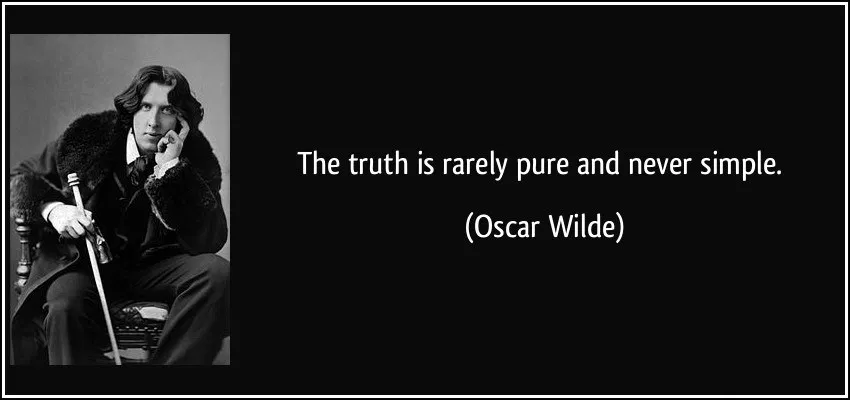 The truth is rarely pure and never simple.
(Oscar Wilde)